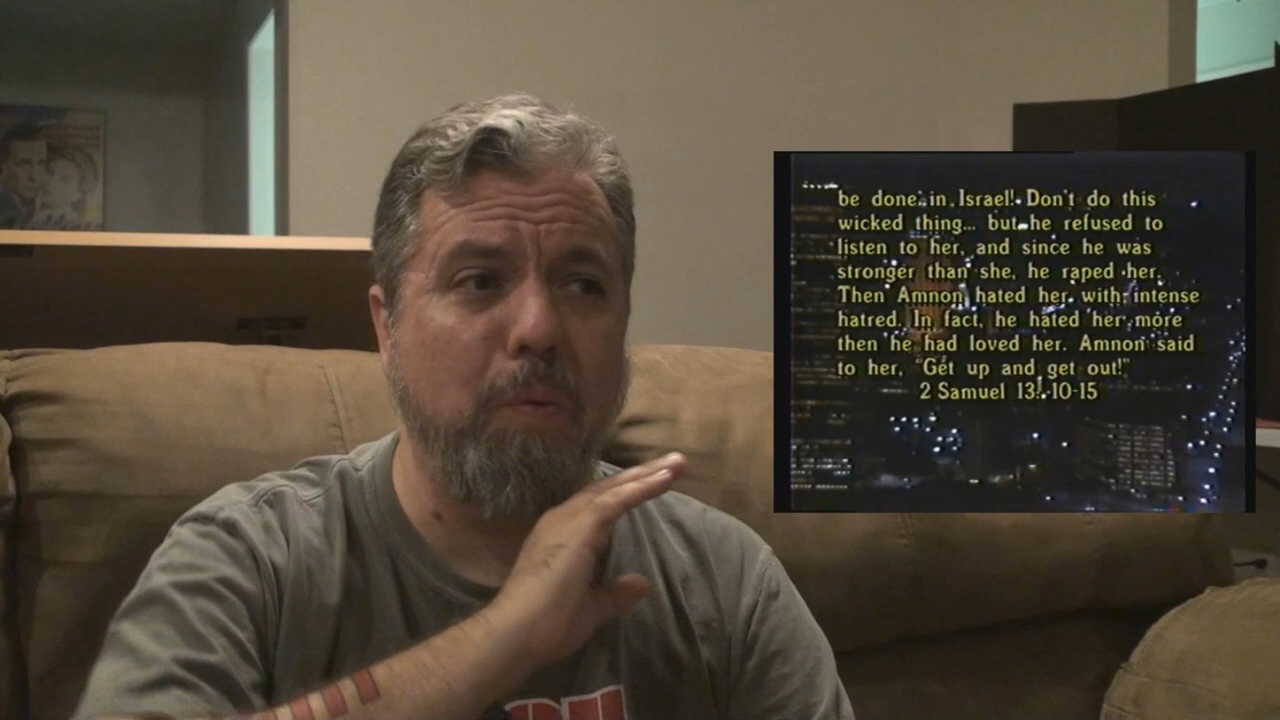 be done in Israel! Don't do this
wicked thing... but he refused to
listen to her, and since he was
stronger than she, he raped her.
Then Amnon hated her with intense
hatred. In fact, he hated her more
then he had loved her. Amnon said
to her, "Get up and get out!"
2 Samuel 13: 10-15